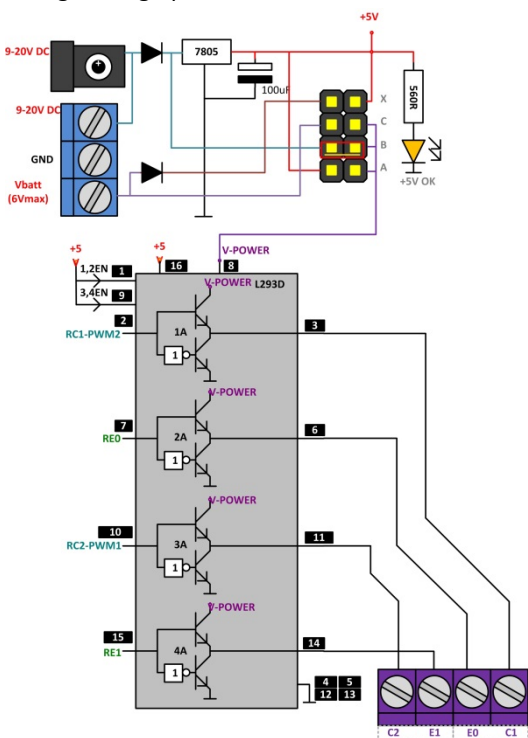 +5V
9-20V DC
7805
100uF
X
560R
9-20V DC
C
GND
B
Vbatt
(6Vmax)
A
+5V OK
+5
+5
V-POWER
1,2EN
1
16
8
V-POWER
L293D
3,4EN
9
2
3
RC1-PWM2
1A
1
V-POWER
7
6
RE0
2A
1
V-POWER
10
11
RC2-PWM1
3A
1
V-POWER
15
14
RE1
4A
1
4 5
12 13
C2 E1 E0 C1